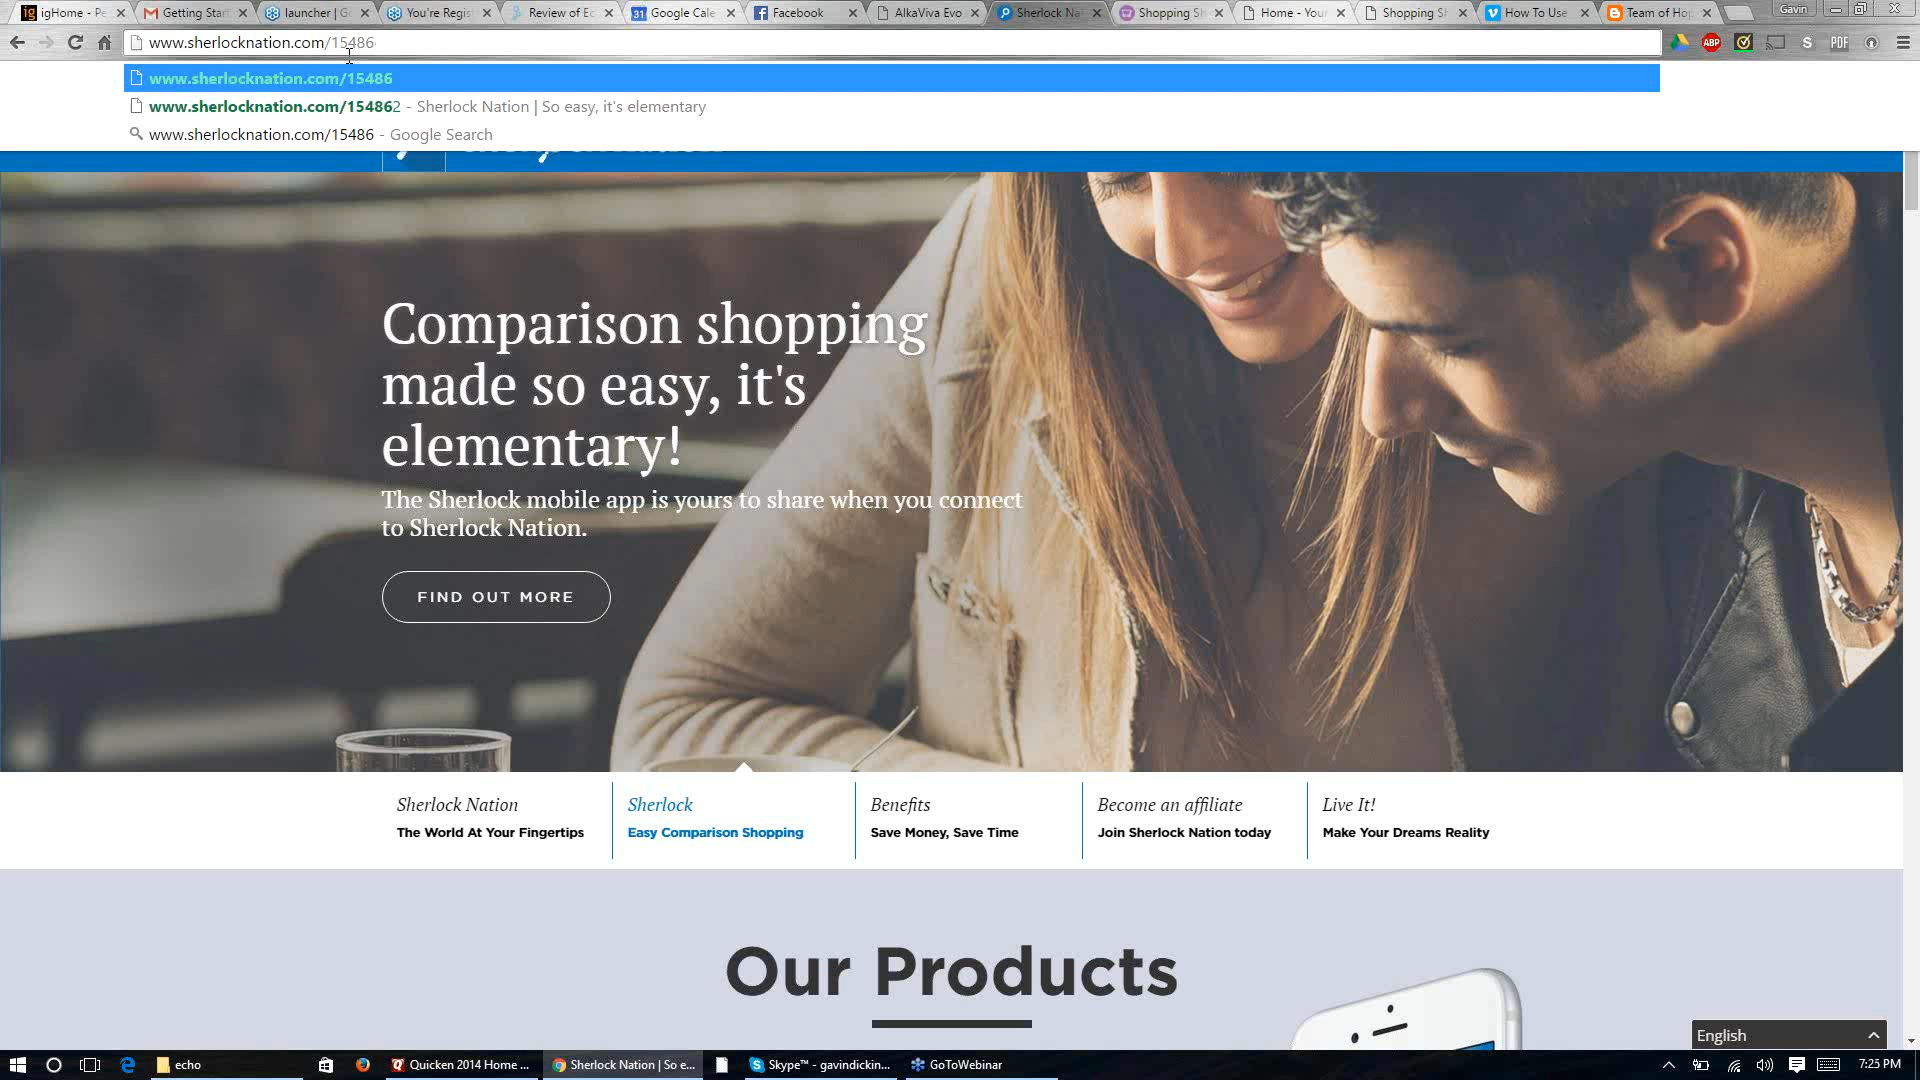 igHome - Pe
Getting Star
launcher | G
You're Regis
Review of E
Google Cale
Facebook
AlkaViva Evo
Sherlock Na
Shopping Sh
Home - Your
Shopping Sh
How To Use
Team of Hop
Gavin
www.sherlocknation.com/15486
www.sherlocknation.com/15486
www.sherlocknation.com/154862 - Sherlock Nation | So easy, it's elementary
www.sherlocknation.com/15486 - Google Search
ABP
S
PDF
Comparison shopping
made so easy, it's
elementary!
The Sherlock mobile app is yours to share when you connect
to Sherlock Nation.
FIND OUT MORE
Sherlock Nation
The World At Your Fingertips
Sherlock
Easy Comparison Shopping
Benefits
Save Money, Save Time
Become an affiliate
Join Sherlock Nation today
Live It!
Make Your Dreams Reality
Our Products
English
echo
Quicken 2014 Home ...
Sherlock Nation | So e...
Skype™ - gavindickin...
GoToWebinar
7:25 PM